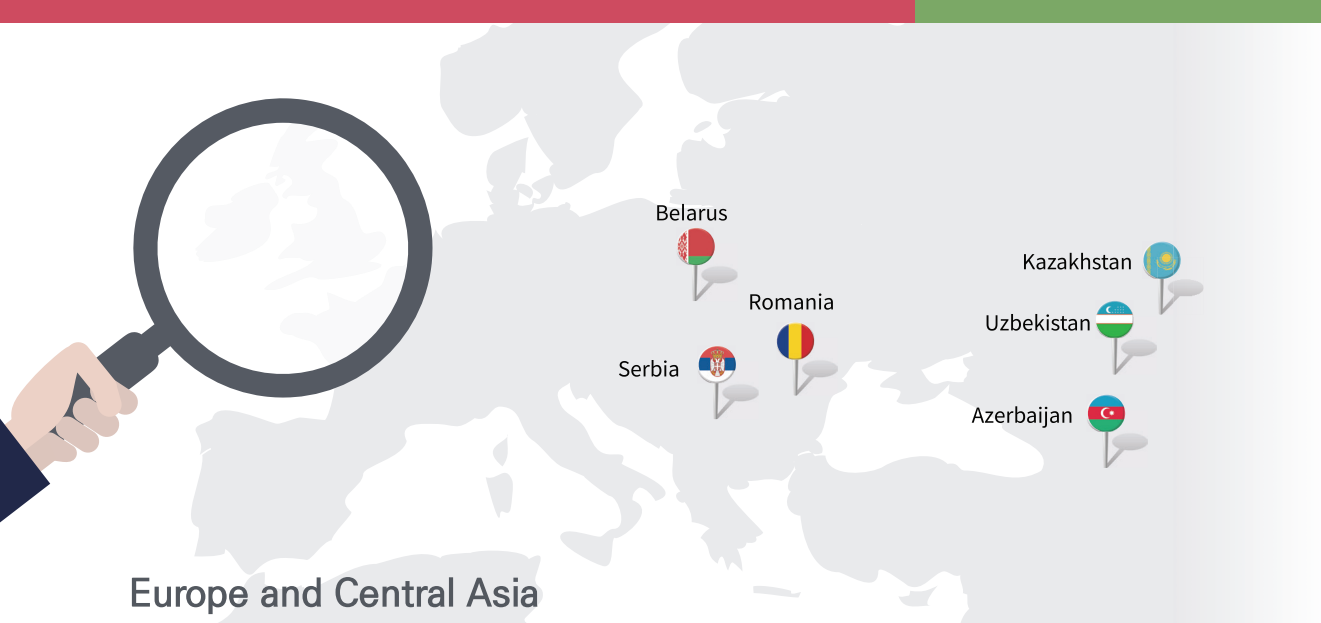 Belarus
Kazakhstan
Romania
Uzbekistan
Serbia
Azerbaijan
Europe and Central Asia